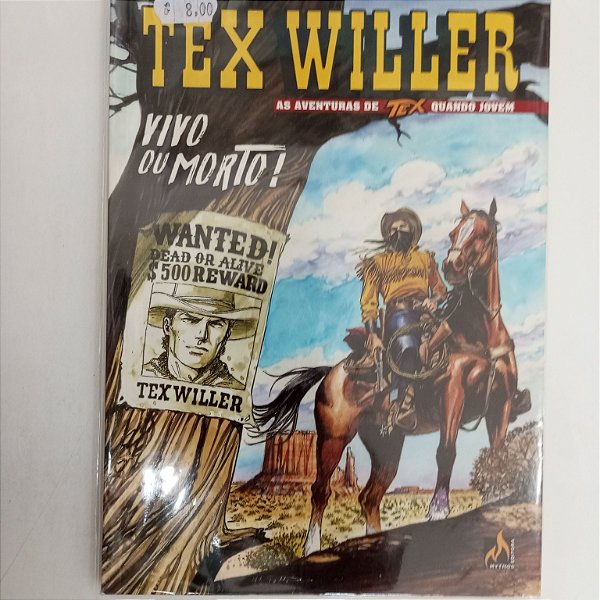 $ 8,00
TEX WILLER
AS AVENTURAS DE TEX QUANDO JOVEM
VIVO
OU MORTO!
WANTED!
DEAD OR ALIVE
$500 REWARD
TEX WILLER
MYTHOS EDITORA